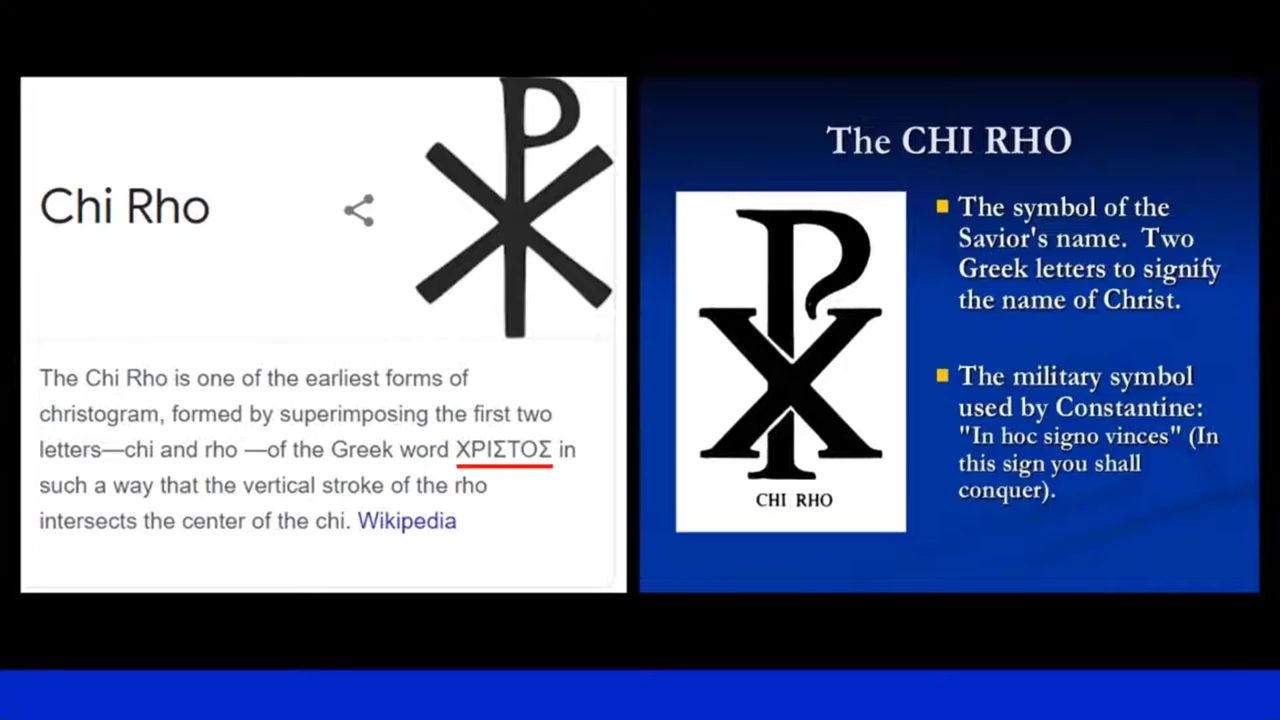 Chi Rho
The Chi Rho is one of the earliest forms of
christogram, formed by superimposing the first two
letters—chi and rho —of the Greek word ΧΡΙΣΤΟΣ in
such a way that the vertical stroke of the rho
intersects the center of the chi. Wikipedia
The CHI RHO
CHI RHO
The symbol of the
Savior's name. Two
Greek letters to signify
the name of Christ.
The military symbol
used by Constantine:
"In hoc signo vinces" (In
this sign you shall
conquer).